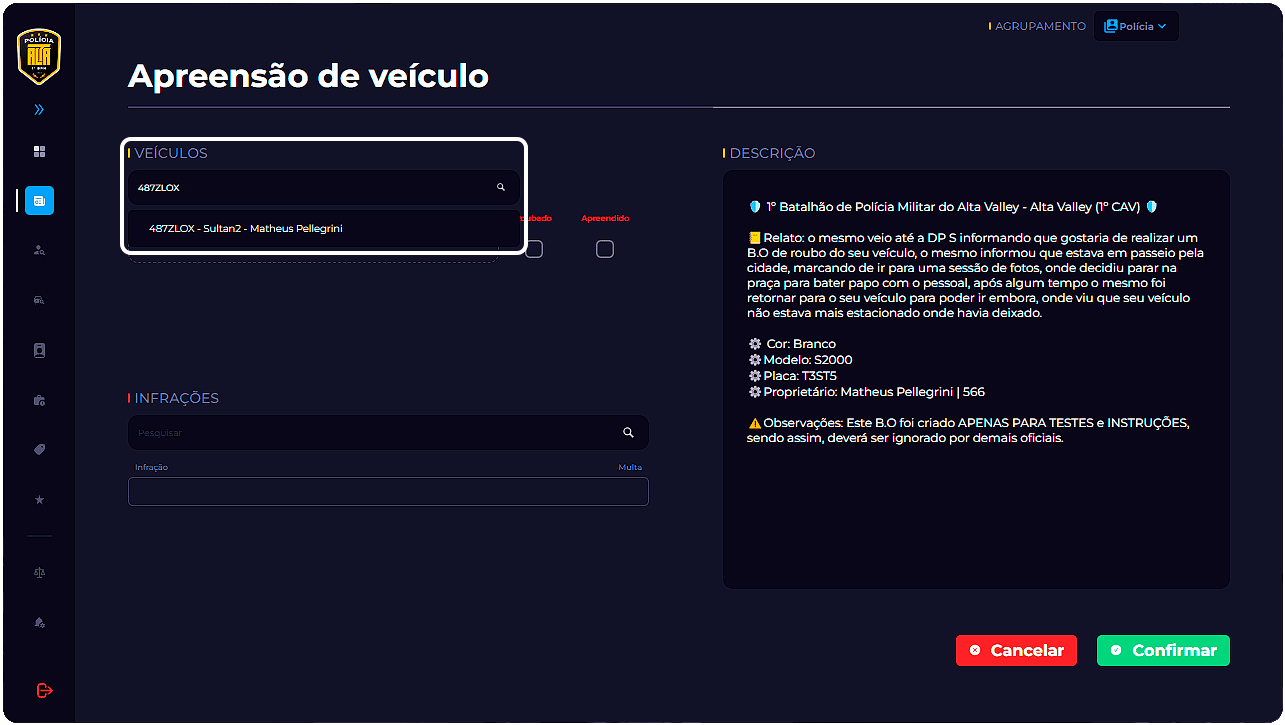 POLÍCIA
ALTA
AGRUPAMENTO
Polícia
Apreensão de veículo
VEÍCULOS
487ZLOX
487ZLOX - Sultan2 - Matheus Pellegrini
Apreendido
INFRAÇÕES
Pesquisar
Infração Multa
DESCRIÇÃO
1º Batalhão de Polícia Militar do Alta Valley - Alta Valley (1º CAV)
Relato: o mesmo veio até a DP S informando que gostaria de realizar um
B.O de roubo do seu veículo, o mesmo informou que estava em passeio pela
cidade, marcando de ir para uma sessão de fotos, onde decidiu parar na
praça para bater papo com o pessoal, após algum tempo o mesmo foi
retornar para o seu veículo para poder ir embora, onde viu que seu veículo
não estava mais estacionado onde havia deixado.
Cor: Branco
Modelo: S2000
Placa: T3ST5
Proprietário: Matheus Pellegrini | 566
Observações: Este B.O foi criado APENAS PARA TESTES e INSTRUÇÕES,
sendo assim, deverá ser ignorado por demais oficiais.
Cancelar
Confirmar